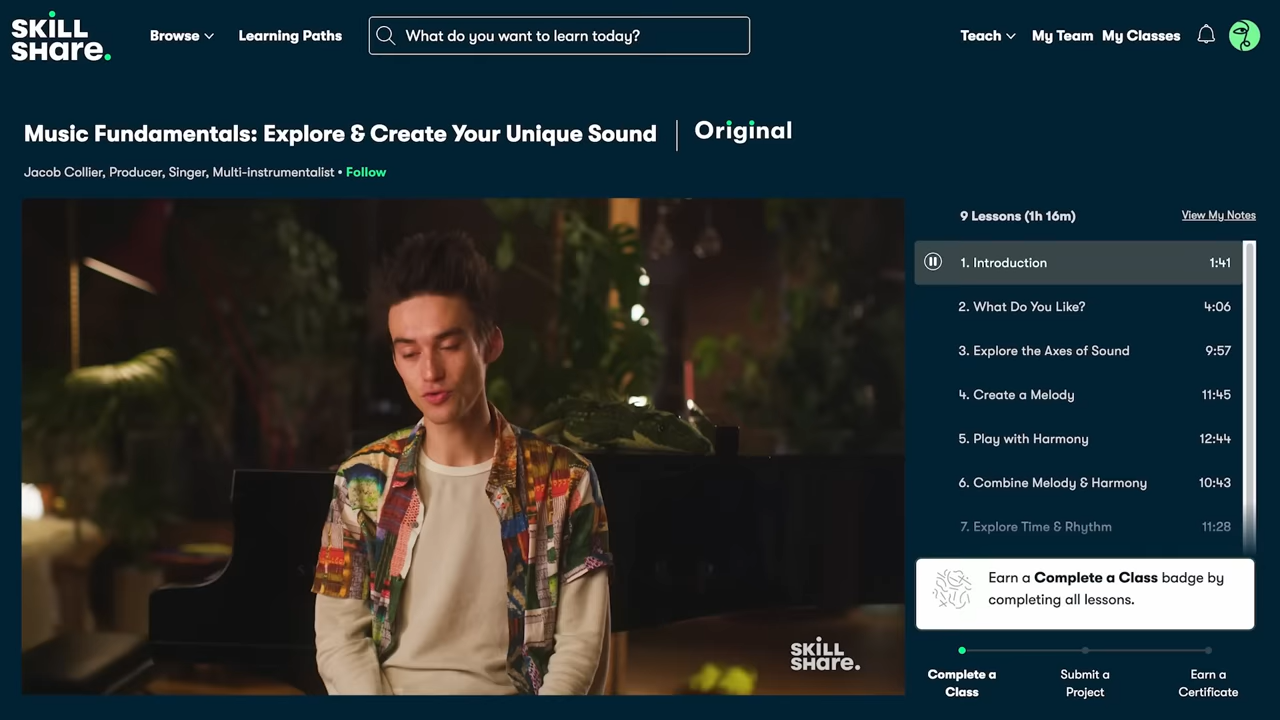 SKiLL
SHare.
Browse
Learning Paths
What do you want to learn today?
Teach
My Team
My Classes
Music Fundamentals: Explore & Create Your Unique Sound
Original
Jacob Collier, Producer, Singer, Multi-instrumentalist • Follow
9 Lessons (1h 16m)
View My Notes
1. Introduction 1:41
2. What Do You Like? 4:06
3. Explore the Axes of Sound 9:57
4. Create a Melody 11:45
5. Play with Harmony 12:44
6. Combine Melody & Harmony 10:43
7. Explore Time & Rhythm 11:28
Earn a Complete a Class badge by
completing all lessons.
SKiLL
SHare.
Complete a
Class
Submit a
Project
Earn a
Certificate